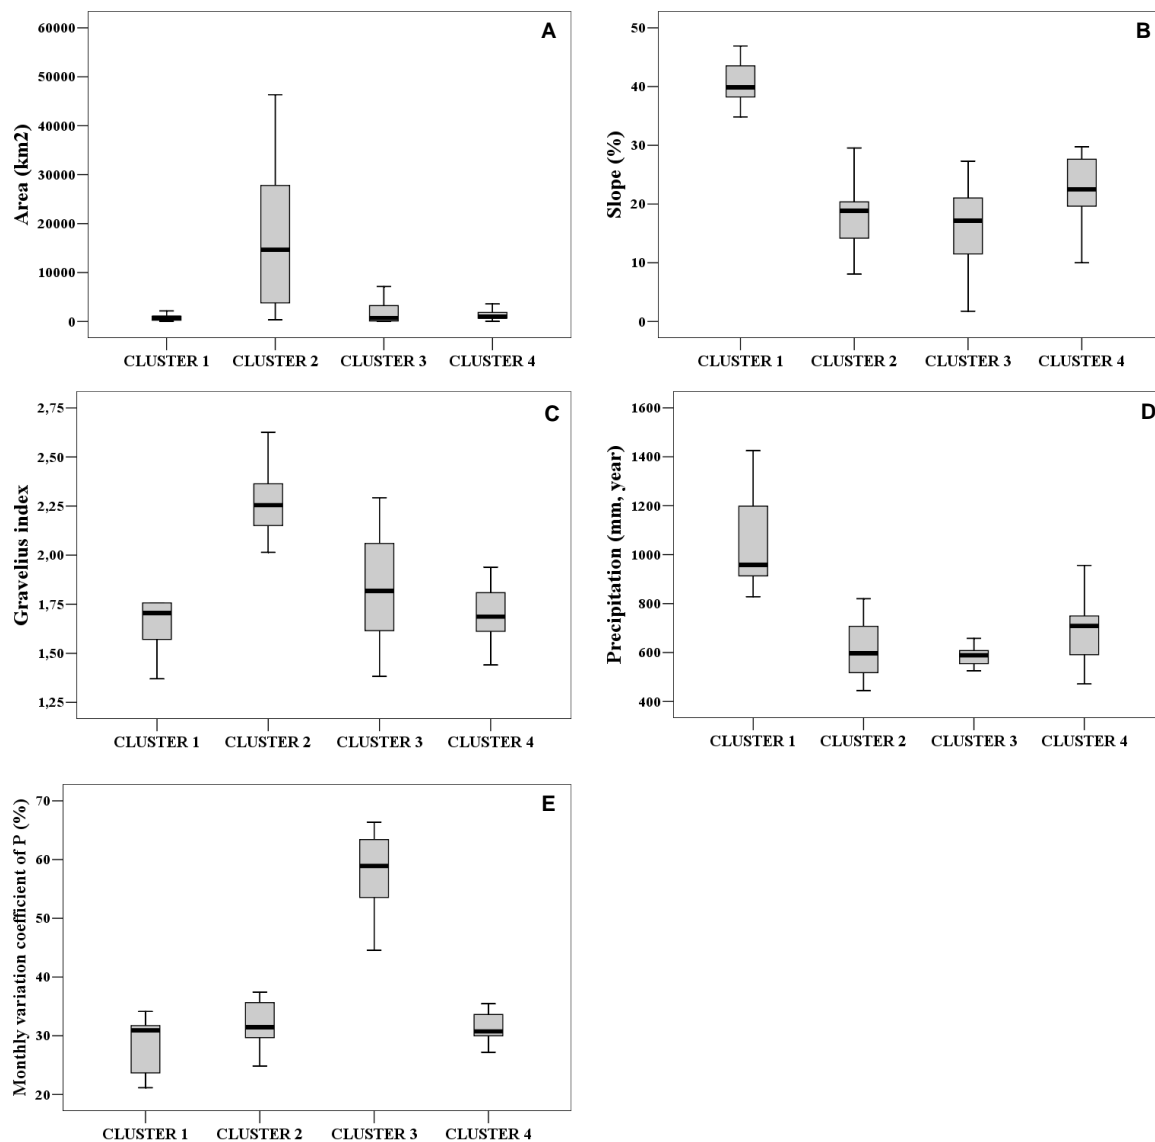 A
Area (km2)
60000
50000
40000
30000
20000
10000
0
CLUSTER 1 CLUSTER 2 CLUSTER 3 CLUSTER 4
B
Slope (%)
50
40
30
20
10
0
CLUSTER 1 CLUSTER 2 CLUSTER 3 CLUSTER 4
C
Gravelius index
2,75
2,50
2,25
2,00
1,75
1,50
1,25
CLUSTER 1 CLUSTER 2 CLUSTER 3 CLUSTER 4
D
Precipitation (mm, year)
1600
1400
1200
1000
800
600
400
CLUSTER 1 CLUSTER 2 CLUSTER 3 CLUSTER 4
E
Monthly variation coefficient of P (%)
70
60
50
40
30
20
CLUSTER 1 CLUSTER 2 CLUSTER 3 CLUSTER 4